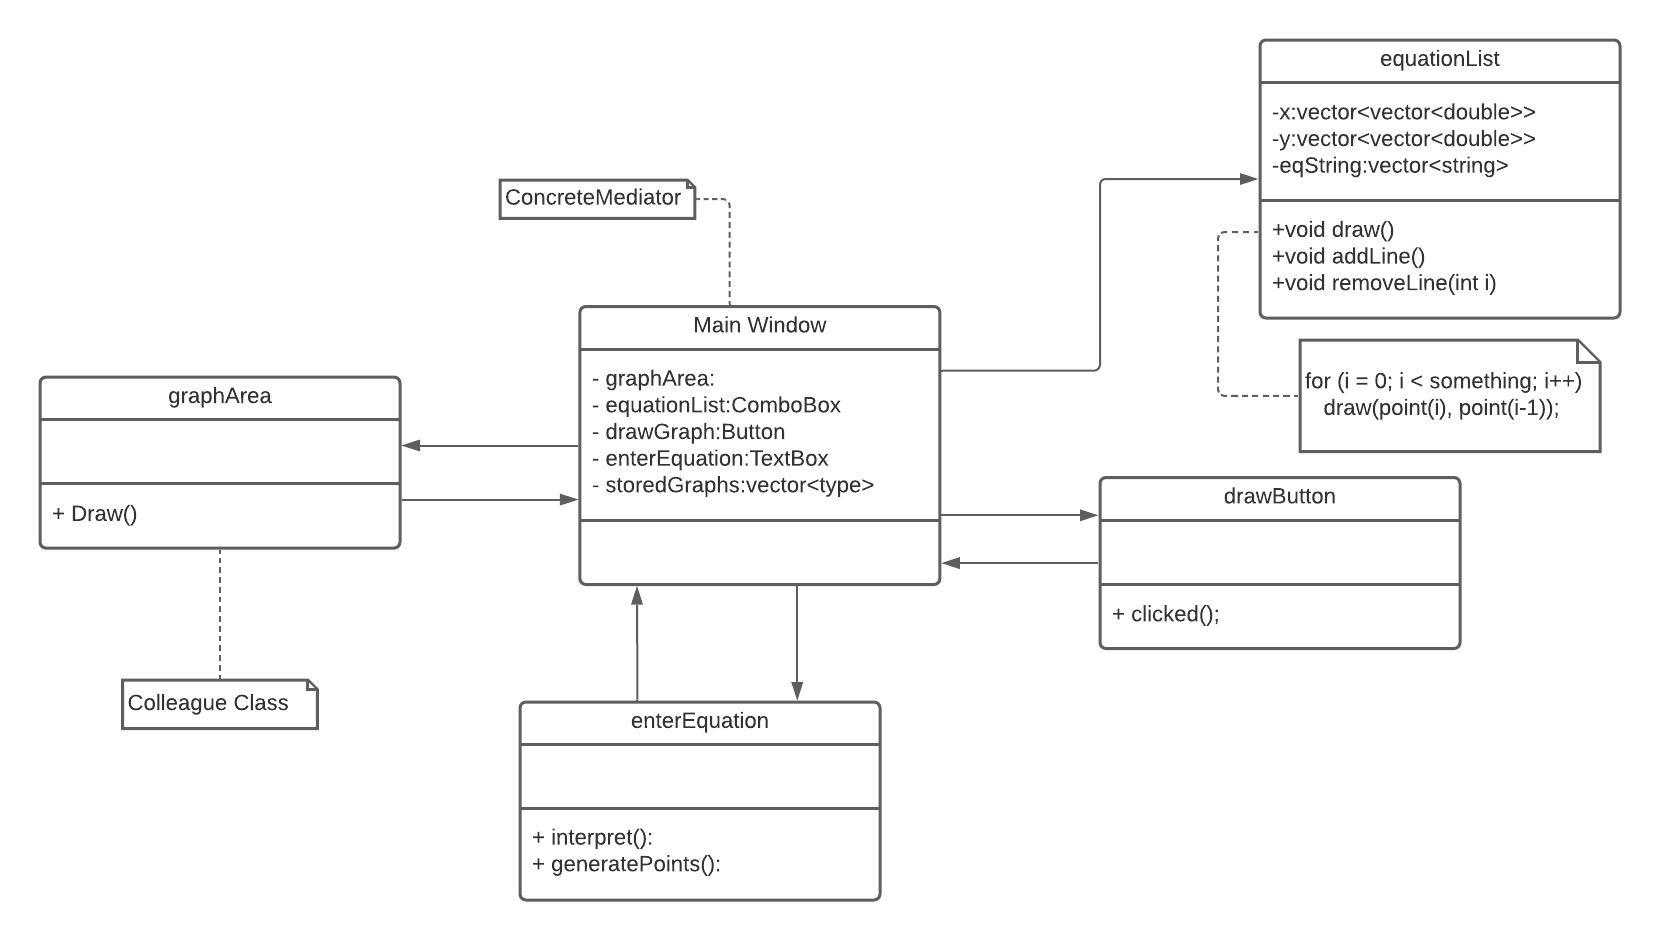 equationList
-x:vector<vector<double>>
-y:vector<vector<double>>
-eqString:vector<string>
+void draw()
+void addLine()
+void removeLine(int i)
for (i = 0; i < something; i++)
draw(point(i), point(i-1));
ConcreteMediator
Main Window
- graphArea:
- equationList:ComboBox
- drawGraph:Button
- enterEquation:TextBox
- storedGraphs:vector<type>
graphArea
+ Draw()
Colleague Class
drawButton
+ clicked();
enterEquation
+ interpret():
+ generatePoints():